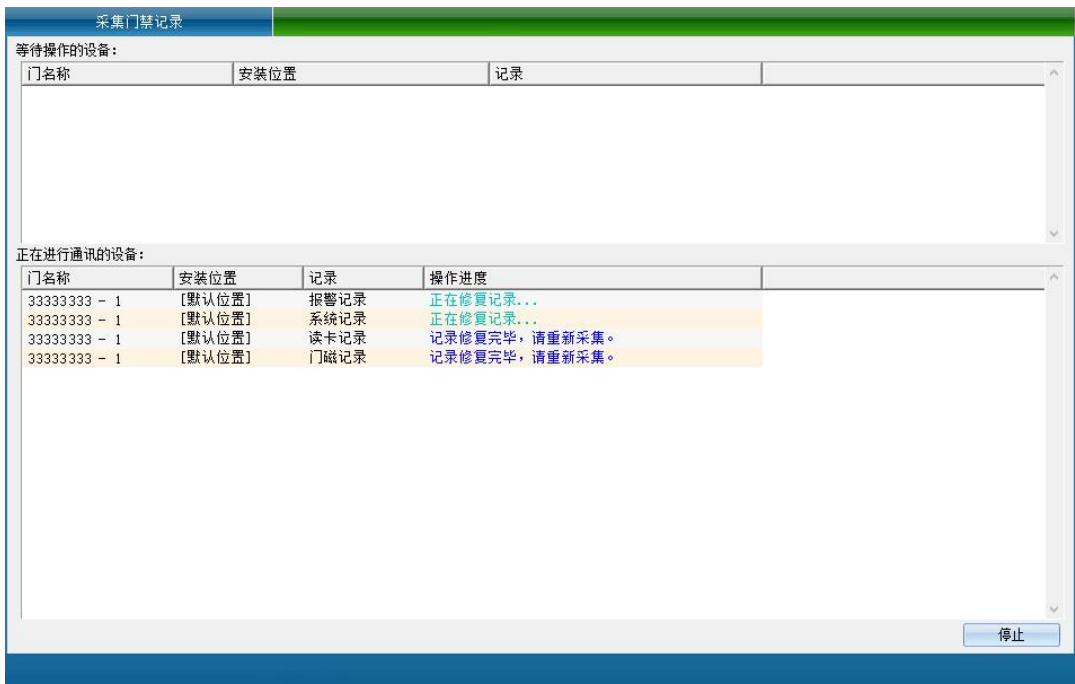 采集门禁记录
等待操作的设备:
门名称 安装位置 记录
正在进行通讯的设备:
门名称 安装位置 记录 操作进度
33333333 - 1 [默认位置] 报警记录 正在修复记录...
33333333 - 1 [默认位置] 系统记录 正在修复记录...
33333333 - 1 [默认位置] 读卡记录 记录修复完毕，请重新采集。
33333333 - 1 [默认位置] 门磁记录 记录修复完毕，请重新采集。
停止